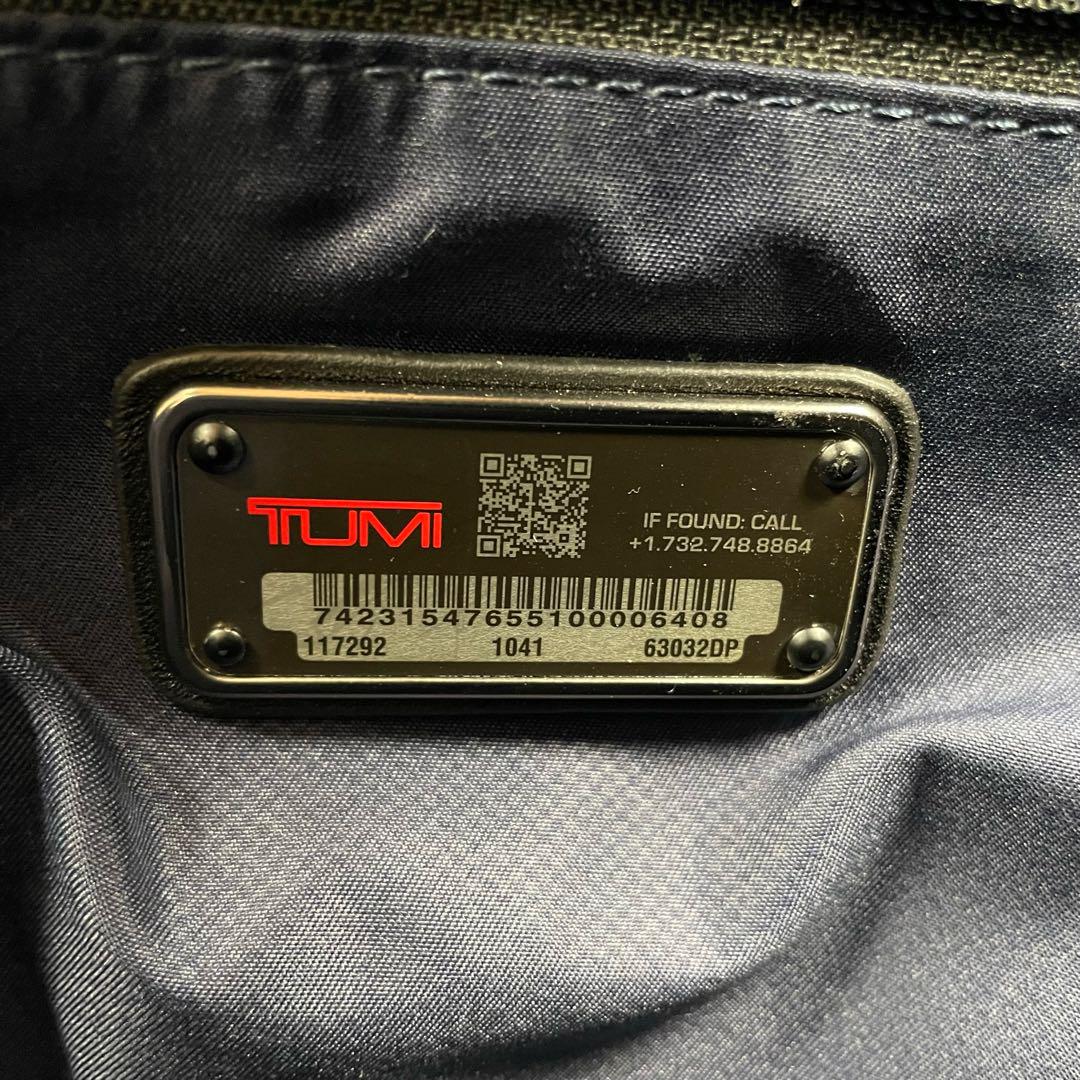 TUMI
IF FOUND: CALL
+1.732.748.8864
74231547655100006408
117292 1041 63032DP